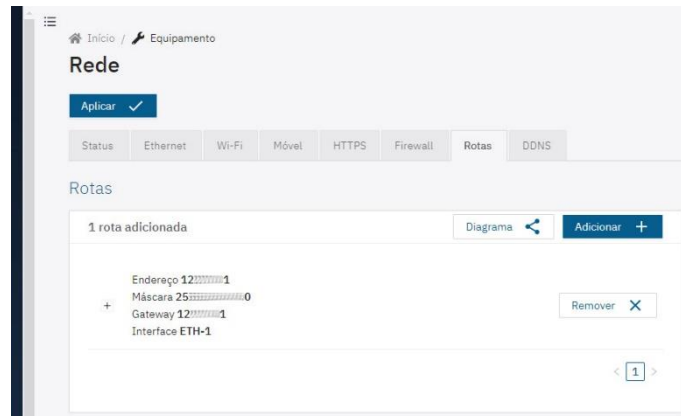 Início / Equipamento
Rede
Aplicar
Status Ethernet Wi-Fi Móvel HTTPS Firewall Rotas DDNS
Rotas
1 rota adicionada Diagrama Adicionar +
Endereço
Máscara
+ Gateway Remover X
Interface ETH-1
< 1 >